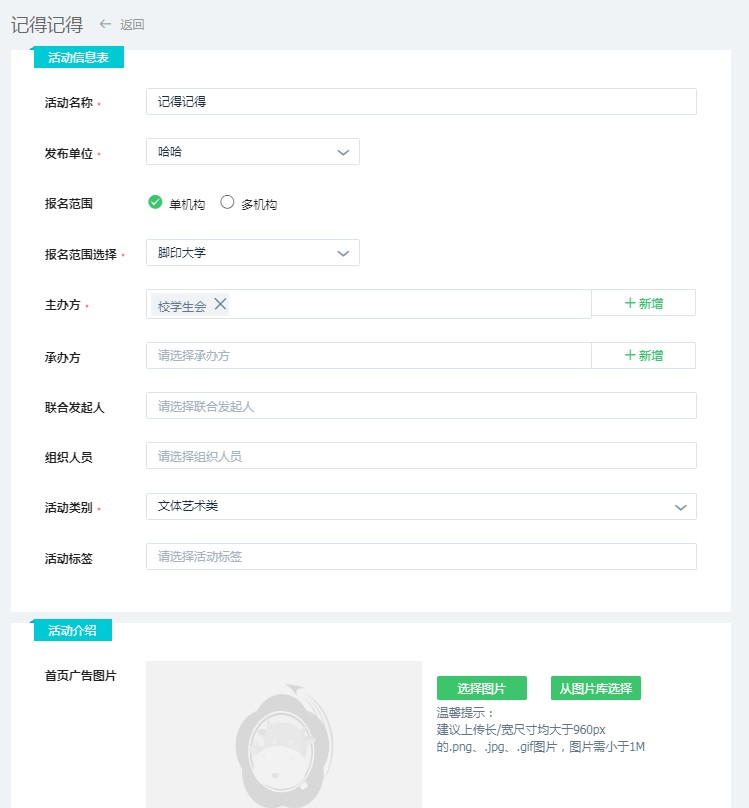 记得记得 ← 返回
活动信息表
活动名称 • 记得记得
发布单位 • 哈哈
报名范围 单机构 多机构
报名范围选择 • 脚印大学
主办方 • 校学生会 × + 新增
承办方 请选择承办方 + 新增
联合发起人 请选择联合发起人
组织人员 请选择组织人员
活动类别 • 文体艺术类
活动标签 请选择活动标签
活动介绍
首页广告图片 选择图片 从图片库选择
温馨提示：
建议上传长/宽尺寸均大于960px
的.png、.jpg、.gif图片，图片需小于1M